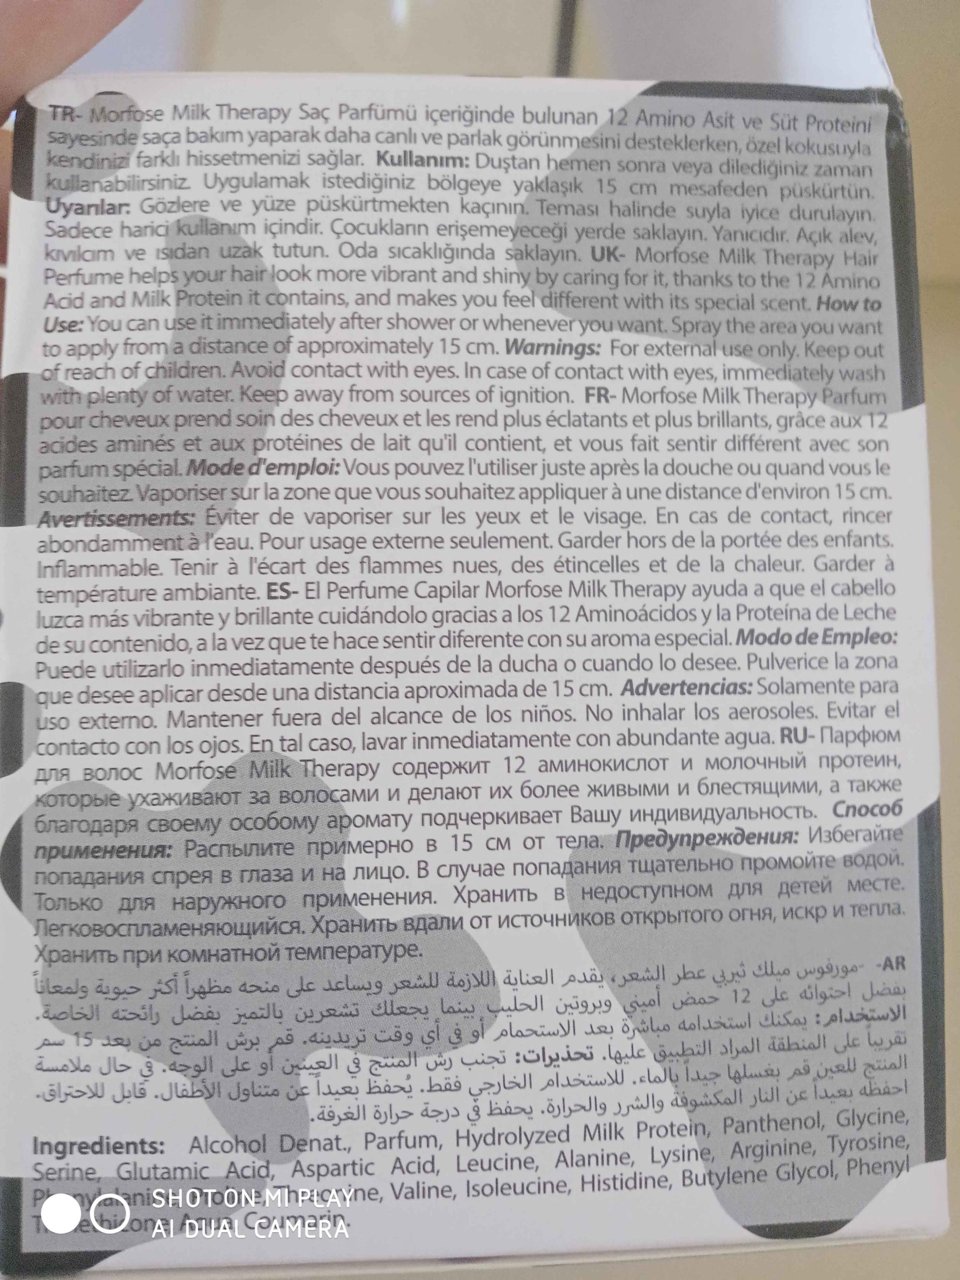 TR- Morfose Milk Therapy Saç Parfümü içeriğinde bulunan 12 Amino Asit ve Süt Proteini
sayesinde saça bakım yaparak daha canlı ve parlak görünmesini desteklerken, özel kokusuyla
kendinizi farklı hissetmenizi sağlar. Kullanım: Duştan hemen sonra veya dilediğiniz zaman
kullanabilirsiniz. Uygulamak istediğiniz bölgeye yaklaşık 15 cm mesafeden püskürtün.
Uyarılar: Gözlere ve yüze püskürtmekten kaçının. Teması halinde suyla iyice durulayın.
Sadece harici kullanım içindir. Çocukların erişemeyeceği yerde saklayın. Yanıcıdır. Açık alev,
kıvılcım ve ısıdan uzak tutun. Oda sıcaklığında saklayın. UK- Morfose Milk Therapy Hair
Perfume helps your hair look more vibrant and shiny by caring for it, thanks to the 12 Amino
Acid and Milk Protein it contains, and makes you feel different with its special scent. How to
Use: You can use it immediately after shower or whenever you want. Spray the area you want
to apply from a distance of approximately 15 cm. Warnings: For external use only. Keep out
of reach of children. Avoid contact with eyes. In case of contact with eyes, immediately wash
with plenty of water. Keep away from sources of ignition. FR- Morfose Milk Therapy Parfum
pour cheveux prend soin des cheveux et les rend plus éclatants et plus brillants, grâce aux 12
acides aminés et aux protéines de lait qu'il contient, et vous fait sentir différent avec son
parfum spécial. Mode d'emploi: Vous pouvez l'utiliser juste après la douche ou quand vous le
souhaitez. Vaporiser sur la zone que vous souhaitez appliquer à une distance d'environ 15 cm.
Avertissements: Éviter de vaporiser sur les yeux et le visage. En cas de contact, rincer
abondamment à l'eau. Pour usage externe seulement. Garder hors de la portée des enfants.
Inflammable. Tenir à l'écart des flammes nues, des étincelles et de la chaleur. Garder à
température ambiante. ES- El Perfume Capilar Morfose Milk Therapy ayuda a que el cabello
luzca más vibrante y brillante cuidándolo gracias a los 12 Aminoácidos y la Proteína de Leche
de su contenido, a la vez que te hace sentir diferente con su aroma especial. Modo de Empleo:
Puede utilizarlo inmediatamente después de la ducha o cuando lo desee. Pulverice la zona
que desee aplicar desde una distancia aproximada de 15 cm. Advertencias: Solamente para
uso externo. Mantener fuera del alcance de los niños. No inhalar los aerosoles. Evitar el
contacto con los ojos. En tal caso, lavar inmediatamente con abundante agua. RU- Парфюм
для волос Morfose Milk Therapy содержит 12 аминокислот и молочный протеин,
которые ухаживают за волосами и делают их более живыми и блестящими, а также
благодаря своему особому аромату подчеркивает Вашу индивидуальность. Способ
применения: Распылите примерно в 15 см от тела. Предупреждения: Избегайте
попадания спрея в глаза и на лицо. В случае попадания тщательно промойте водой.
Только для наружного применения. Хранить в недоступном для детей месте.
Легковоспламеняющийся. Хранить вдали от источников открытого огня, искр и тепла.
Хранить при комнатной температуре.
AR- -مورفوس ميلك ثيربي عطر الشعر، يقدم العناية اللازمة للشعر ويساعد على منحه مظهراً أكثر حيوية ولمعاناً
بفضل احتوائه على 12 حمض أميني وبروتين الحليب بينما يجعلك تشعرين بالتميز بفضل رائحته الخاصة.
الاستخدام: يمكنك استخدامه مباشرة بعد الاستحمام أو في أي وقت تريدينه. قم برش المنتج من بعد 15 سم
تقريباً على المنطقة المراد التطبيق عليها. تحذيرات: تجنب رش المنتج في العينين أو على الوجه. في حال ملامسة
المنتج للعين قم بغسلها جيداً بالماء. للاستخدام الخارجي فقط. يُحفظ بعيداً عن متناول الأطفال. قابل للاحتراق.
احفظه بعيداً عن النار المكشوفة والشرر والحرارة. يحفظ في درجة حرارة الغرفة.
Ingredients: Alcohol Denat., Parfum, Hydrolyzed Milk Protein, Panthenol, Glycine,
Serine, Glutamic Acid, Aspartic Acid, Leucine, Alanine, Lysine, Arginine, Tyrosine,
Threonine, Valine, Isoleucine, Histidine, Butylene Glycol, Phenyl
Aqua, Coumarin.
SHOT ON MI PLAY
AI DUAL CAMERA